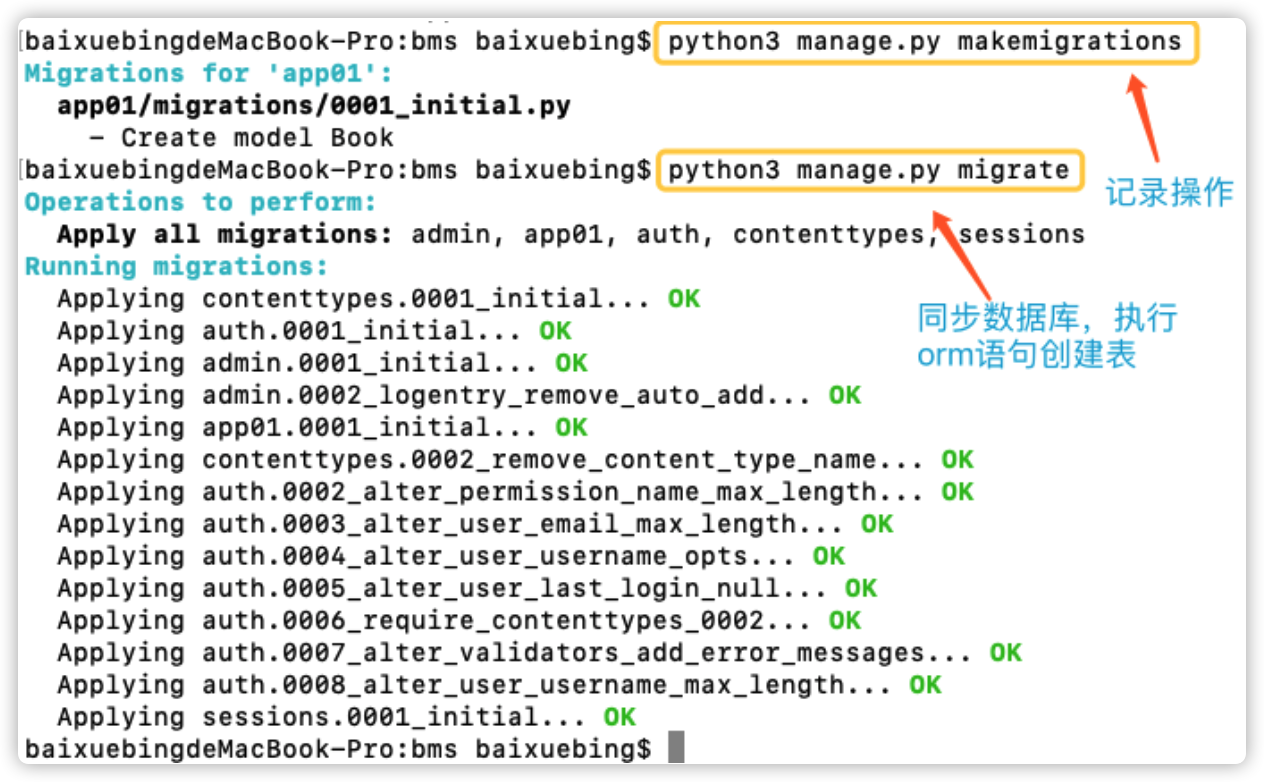 [baixuebingdeMacBook-Pro:bms baixuebing$ python3 manage.py makemigrations
Migrations for 'app01':
app01/migrations/0001_initial.py
- Create model Book
[baixuebingdeMacBook-Pro:bms baixuebing$ python3 manage.py migrate
记录操作
Operations to perform:
Apply all migrations: admin, app01, auth, contenttypes, sessions
Running migrations:
Applying contenttypes.0001_initial... OK
同步数据库，执行
orm语句创建表
Applying auth.0001_initial... OK
Applying admin.0001_initial... OK
Applying admin.0002_logentry_remove_auto_add... OK
Applying app01.0001_initial... OK
Applying contenttypes.0002_remove_content_type_name... OK
Applying auth.0002_alter_permission_name_max_length... OK
Applying auth.0003_alter_user_email_max_length... OK
Applying auth.0004_alter_user_username_opts... OK
Applying auth.0005_alter_user_last_login_null... OK
Applying auth.0006_require_contenttypes_0002... OK
Applying auth.0007_alter_validators_add_error_messages... OK
Applying auth.0008_alter_user_username_max_length... OK
Applying sessions.0001_initial... OK
baixuebingdeMacBook-Pro:bms baixuebing$